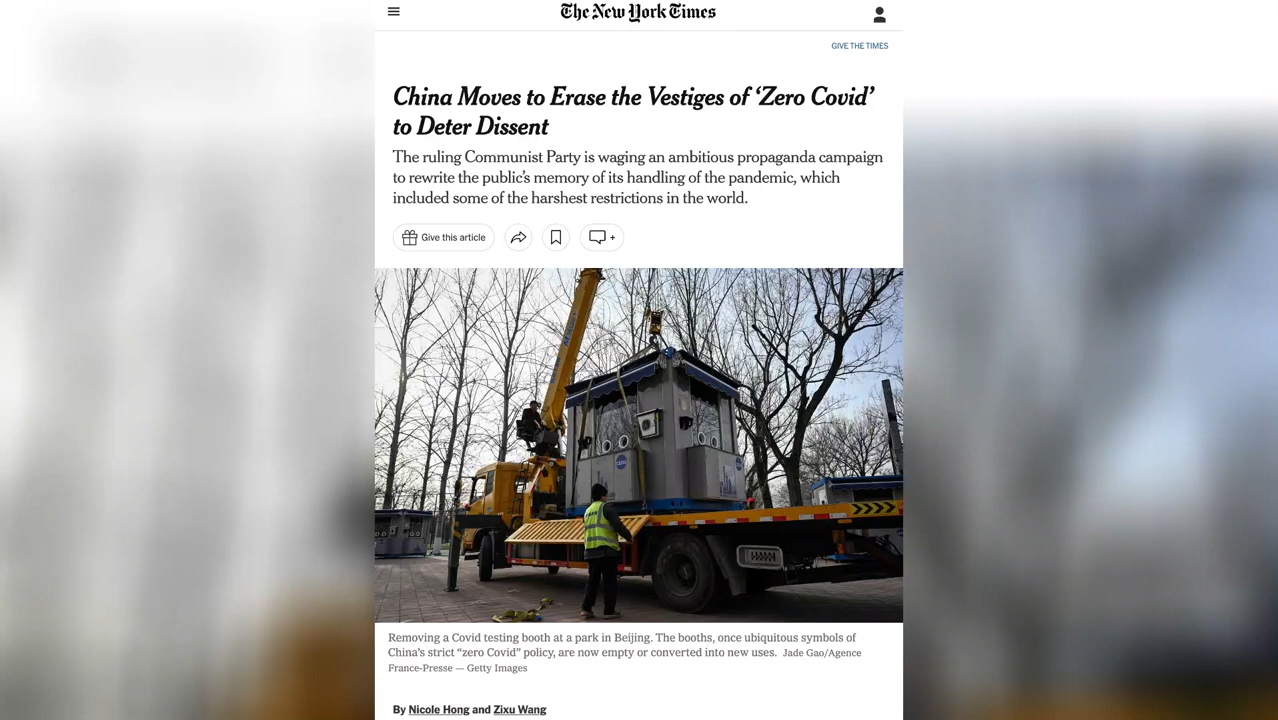 The New York Times
GIVE THE TIMES
China Moves to Erase the Vestiges of ‘Zero Covid’
to Deter Dissent
The ruling Communist Party is waging an ambitious propaganda campaign
to rewrite the public’s memory of its handling of the pandemic, which
included some of the harshest restrictions in the world.
Give this article
+
Removing a Covid testing booth at a park in Beijing. The booths, once ubiquitous symbols of
China’s strict “zero Covid” policy, are now empty or converted into new uses. Jade Gao/Agence
France-Presse — Getty Images
By Nicole Hong and Zixu Wang